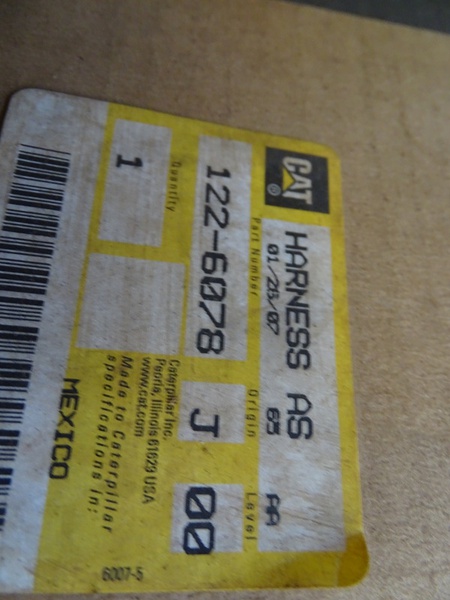 CAT®
HARNESS AS
01/26/07 65 AA
Part Number Origin Level
122-6078 J 00
Quantity
1
Caterpillar Inc.
Peoria, Illinois 61629 USA
www.cat.com
Made to Caterpillar
specifications in:
MEXICO
6007-5